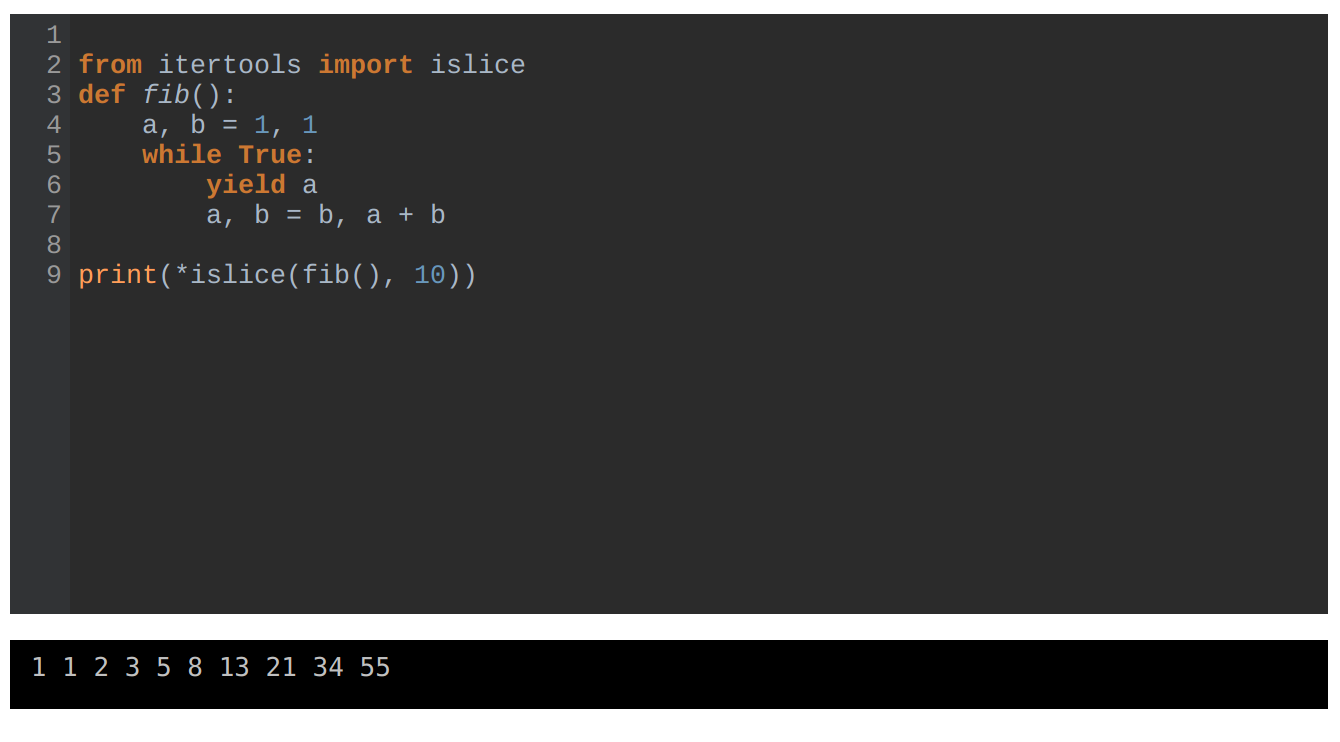 1
2 from itertools import islice
3 def fib():
4     a, b = 1, 1
5     while True:
6         yield a
7         a, b = b, a + b
8
9 print(*islice(fib(), 10))
1 1 2 3 5 8 13 21 34 55